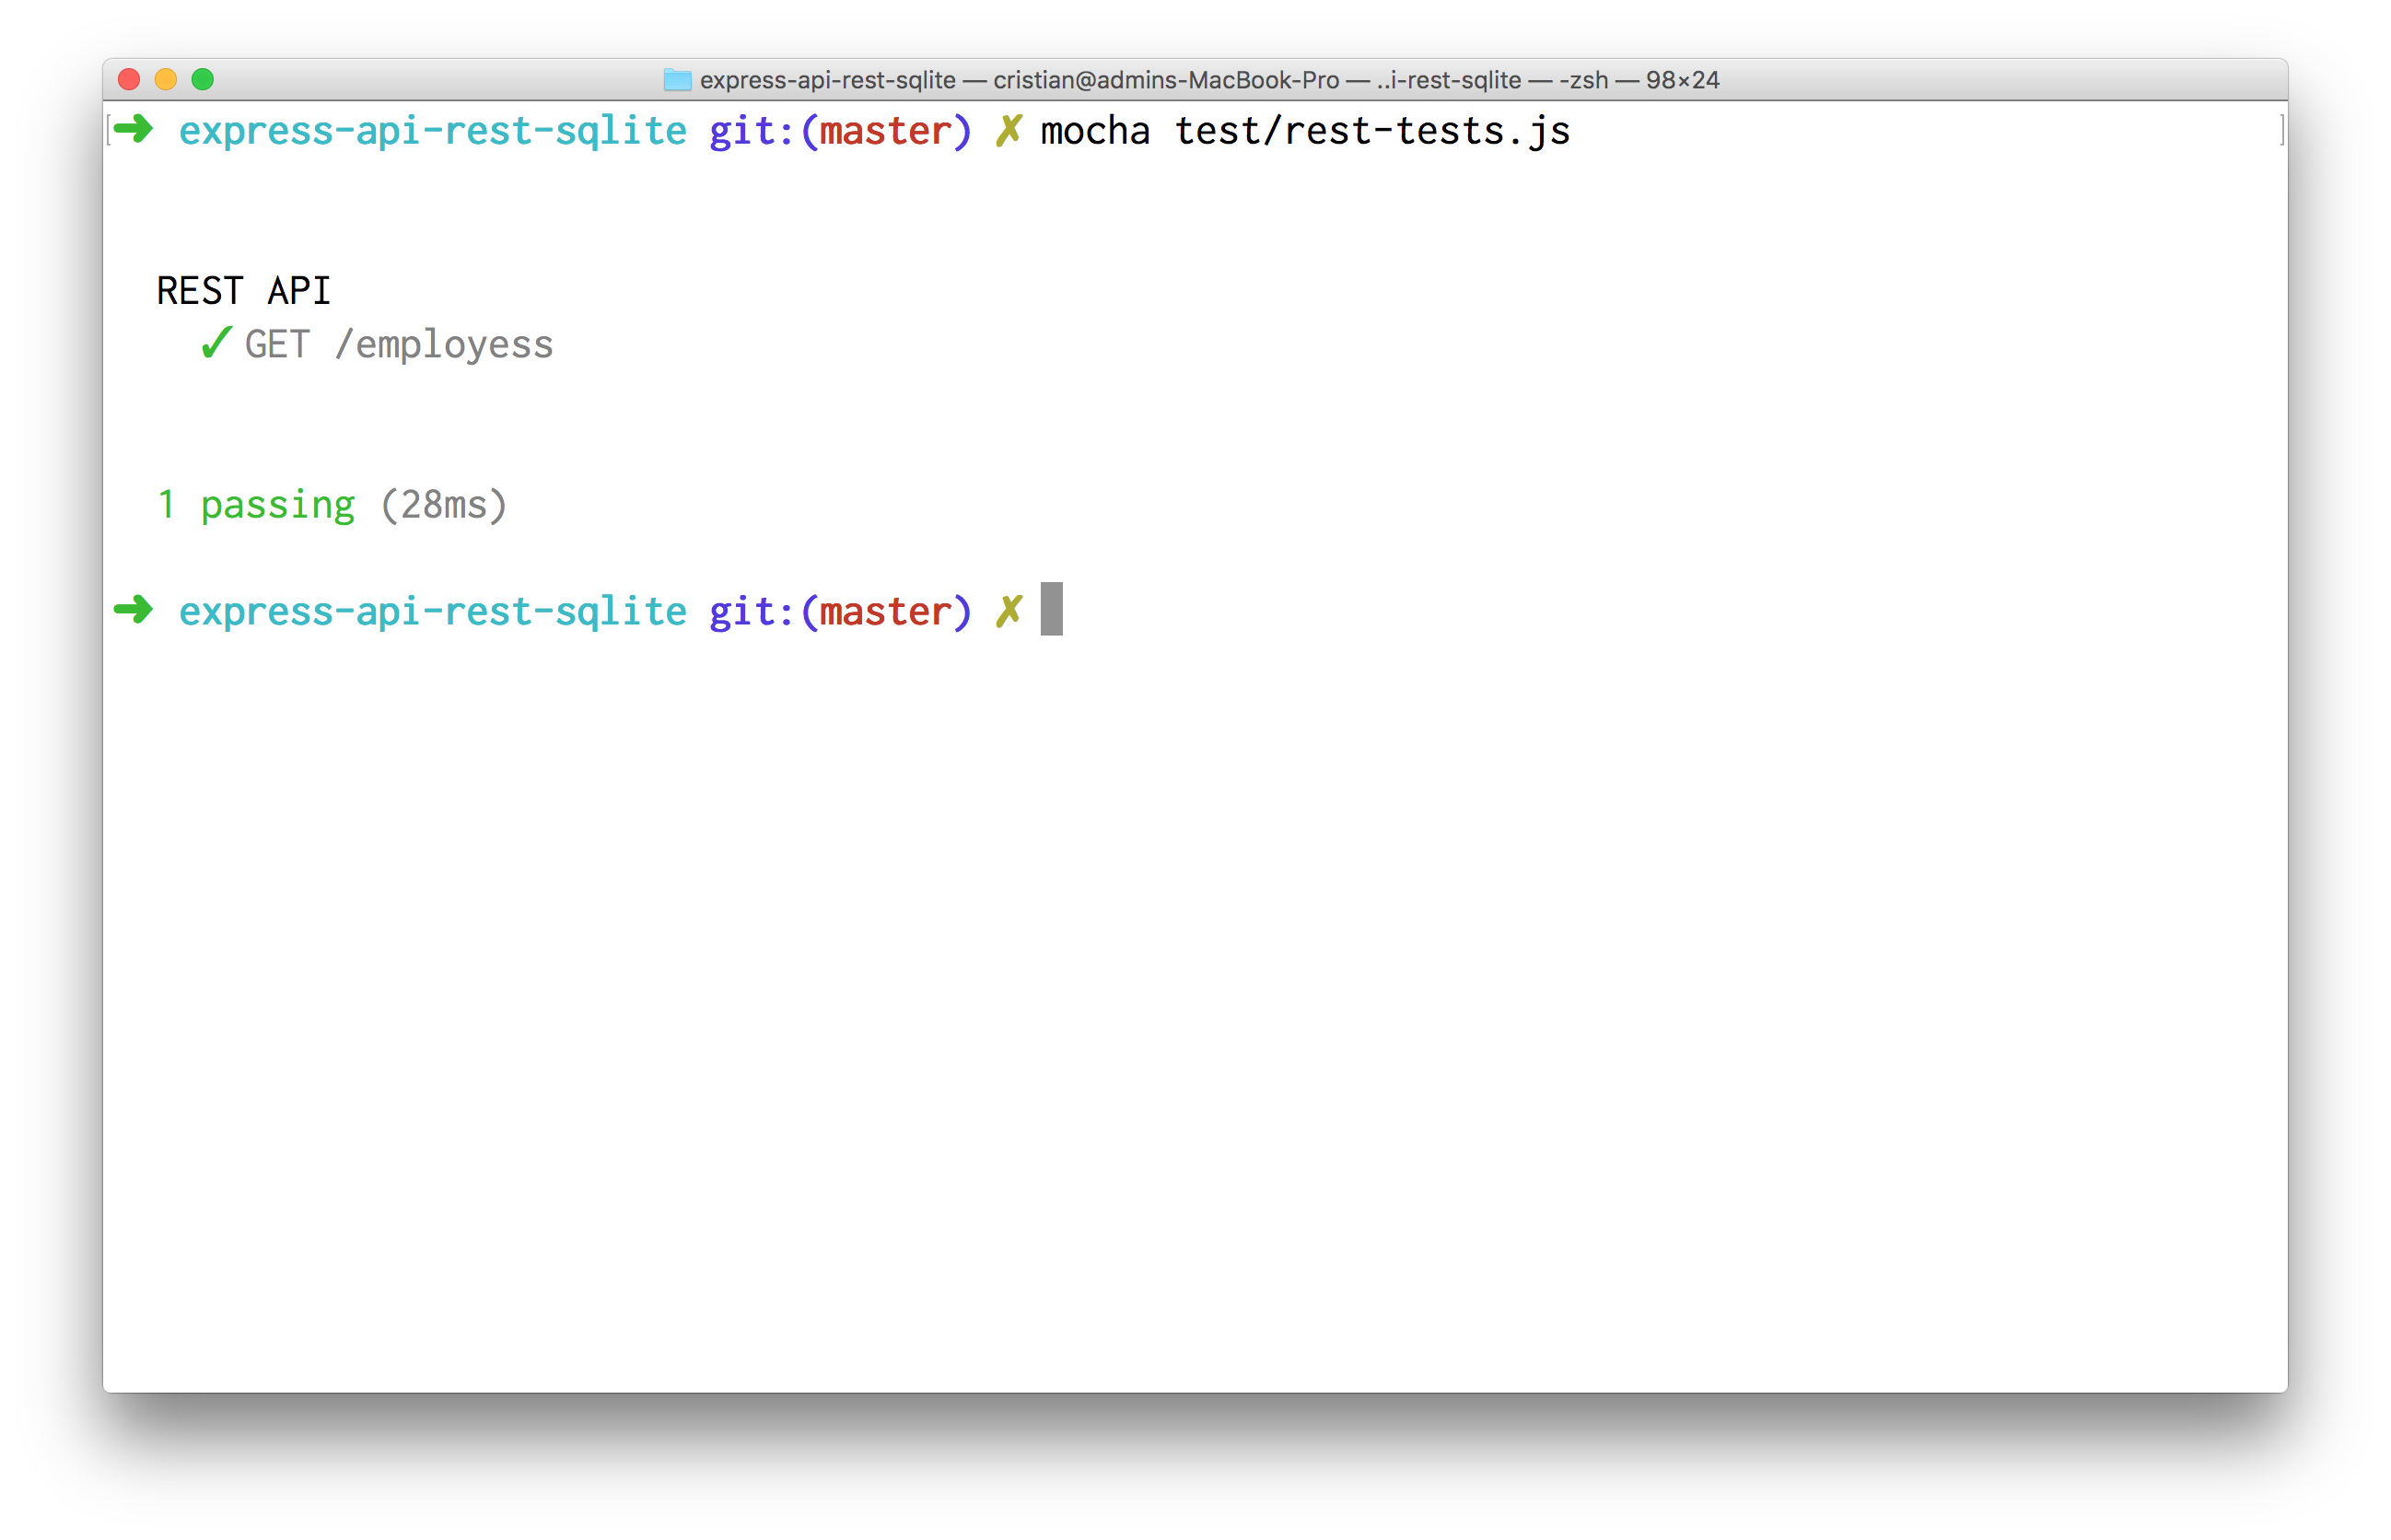 express-api-rest-sqlite — cristian@admins-MacBook-Pro — ..i-rest-sqlite — -zsh — 98×24
[➜ express-api-rest-sqlite git:(master) ✗ mocha test/rest-tests.js ]
REST API
✓ GET /employess
1 passing (28ms)
➜ express-api-rest-sqlite git:(master) ✗